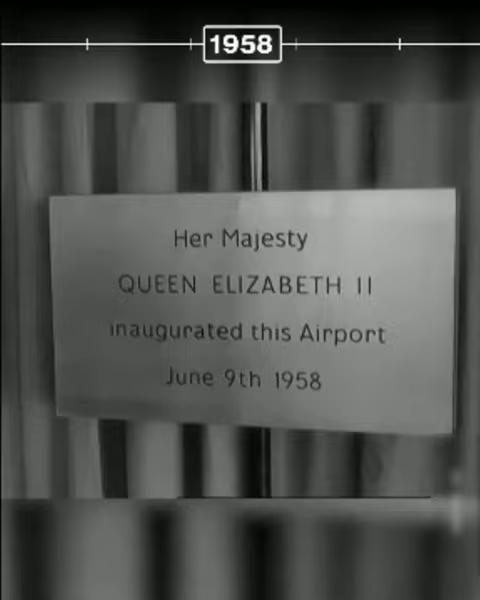 1958
Her Majesty
QUEEN ELIZABETH II
inaugurated this Airport
June 9th 1958